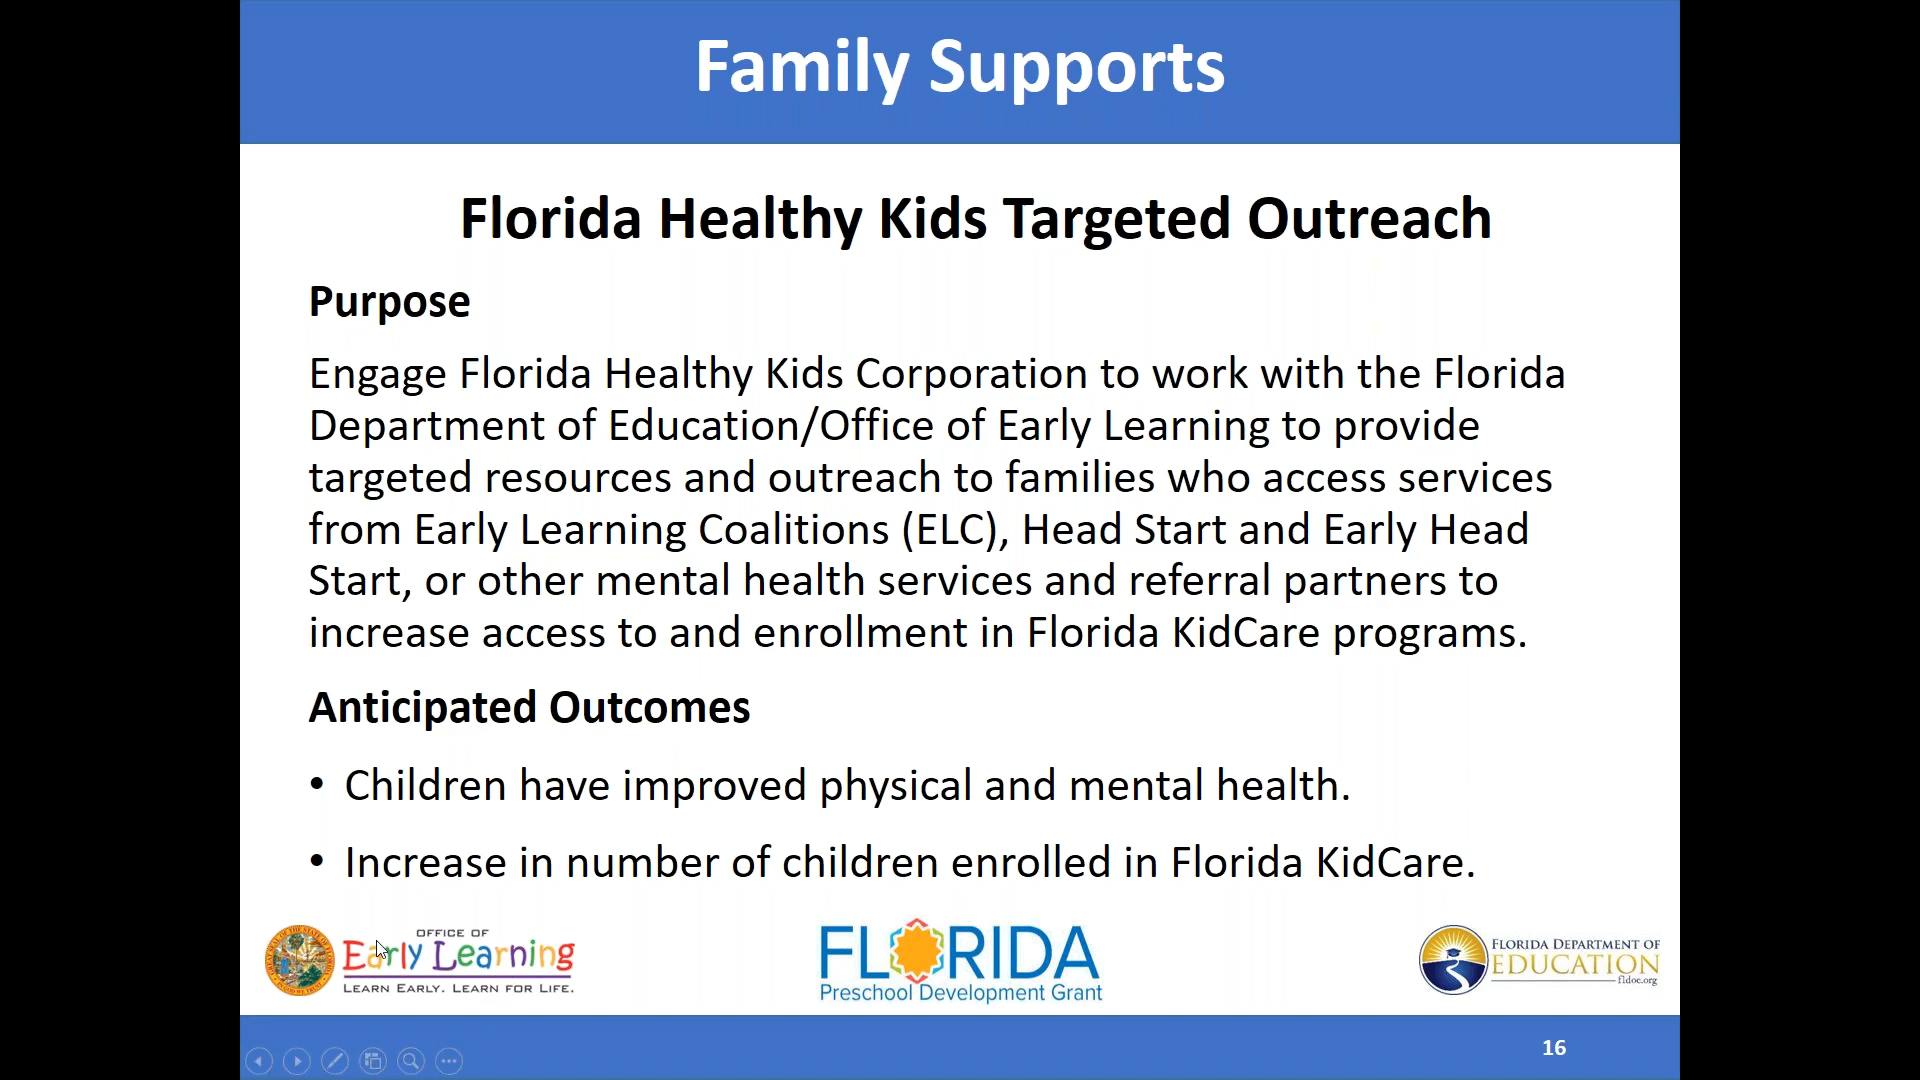 Family Supports
Florida Healthy Kids Targeted Outreach
Purpose
Engage Florida Healthy Kids Corporation to work with the Florida
Department of Education/Office of Early Learning to provide
targeted resources and outreach to families who access services
from Early Learning Coalitions (ELC), Head Start and Early Head
Start, or other mental health services and referral partners to
increase access to and enrollment in Florida KidCare programs.
Anticipated Outcomes
• Children have improved physical and mental health.
• Increase in number of children enrolled in Florida KidCare.
OFFICE OF
Early Learning
LEARN EARLY. LEARN FOR LIFE.
FLORIDA
Preschool Development Grant
FLORIDA DEPARTMENT OF
EDUCATION
fldoe.org
16